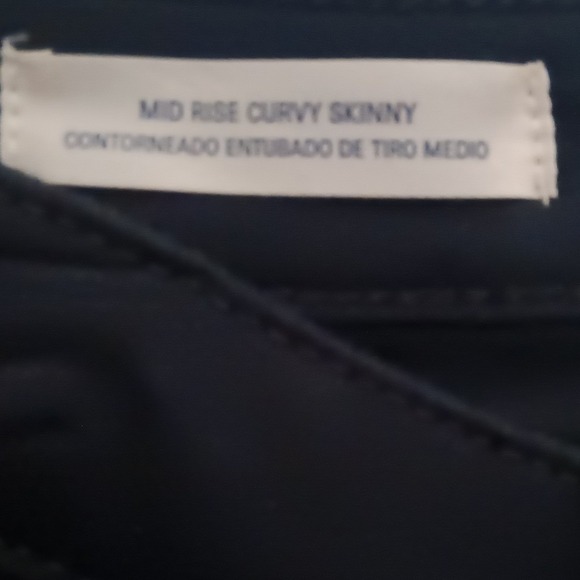 MID RISE CURVY SKINNY
CONTORNEADO ENTUBADO DE TIRO MEDIO